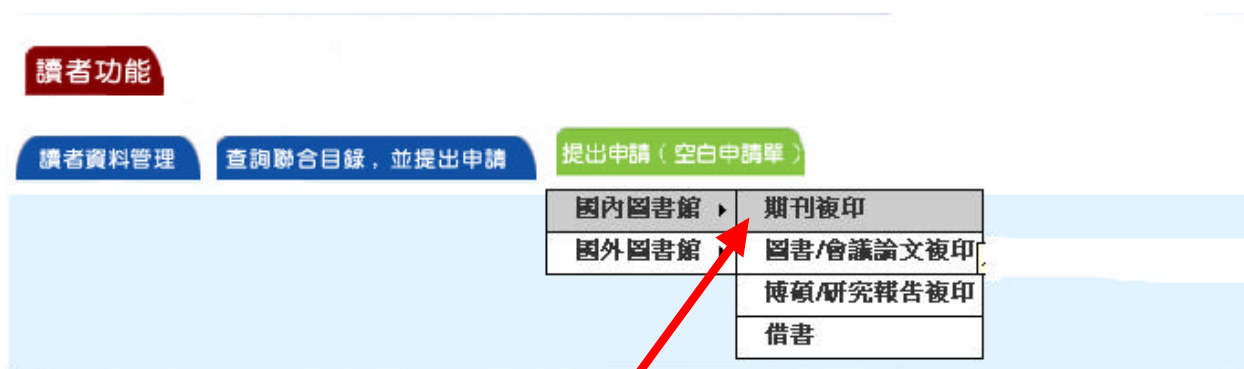 讀者功能
讀者資料管理
查詢聯合目錄，並提出申請
提出申請（空白申請單）
國內圖書館
期刊複印
國外圖書館
圖書/會議論文複印
博碩/研究報告複印
借書